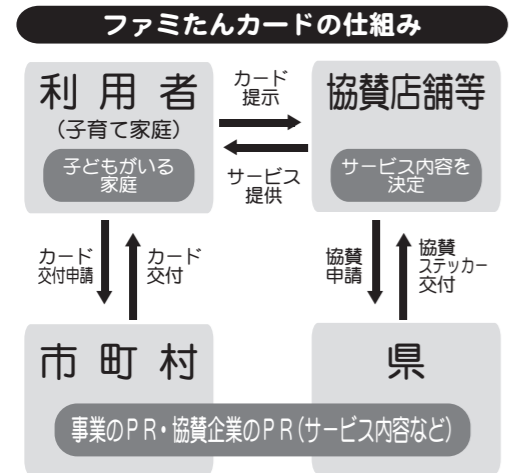 ファミたんカードの仕組み
利用者
(子育て家庭)
子どもがいる
家庭
カード
提示
サービス
提供
協賛店舗等
サービス内容を
決定
カード
交付申請
カード
交付
協賛
申請
協賛
ステッカー
交付
市町村
県
事業のPR・協賛企業のPR(サービス内容など)